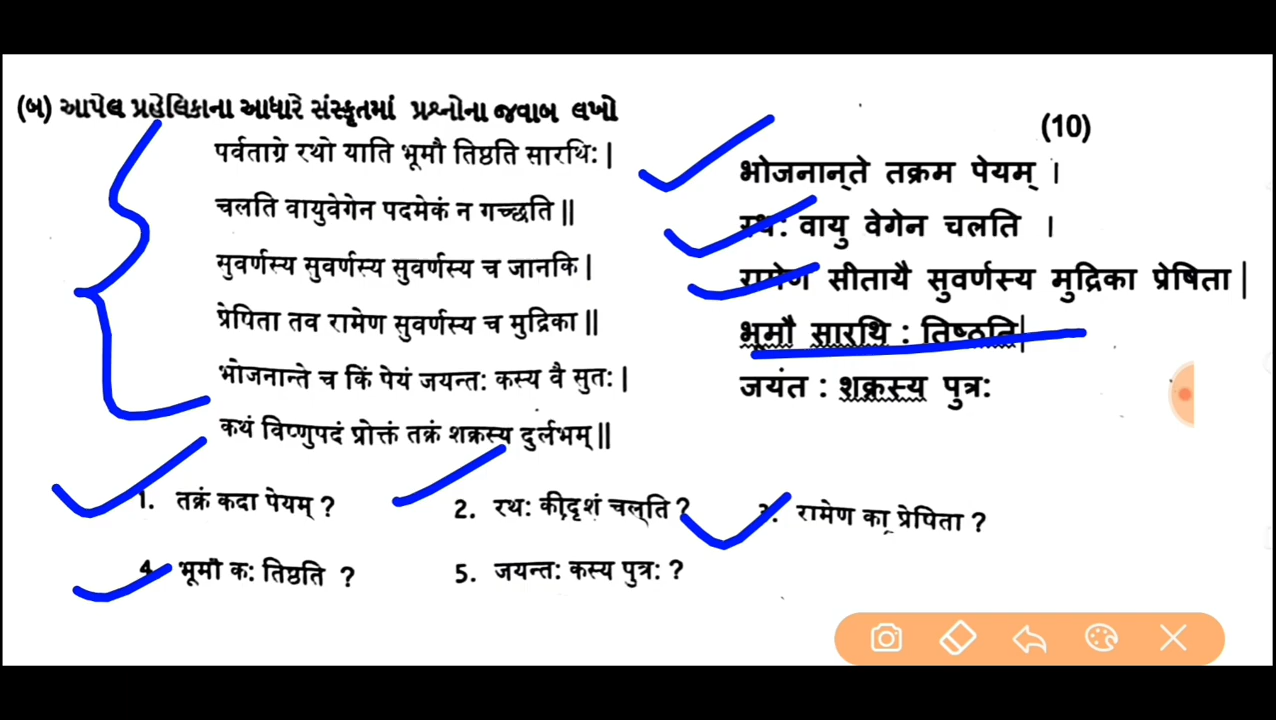 (બ) આપેલ પ્રહેલિકાના આધારે સંસ્કૃતમાં પ્રશ્નોના જવાબ લખો
(10)
पर्वताग्रे रथो याति भूमौ तिष्ठति सारथिः |
चलति वायुवेगेन पदमेकं न गच्छति ||
सुवर्णस्य सुवर्णस्य सुवर्णस्य च जानकि |
प्रेषिता तव रामेण सुवर्णस्य च मुद्रिका ||
भोजनान्ते च किं पेयं जयन्तः कस्य वै सुतः |
कथं विष्णुपदं प्रोक्तं तक्रं शक्रस्य दुर्लभम् ||
भोजनान्ते तक्रम पेयम् ।
रथः वायु वेगेन चलति ।
रामेण सीतायै सुवर्णस्य मुद्रिका प्रेषिता |
भूमौ सारथि : तिष्ठति|
जयंत : शक्रस्य पुत्रः
1. तक्रं कदा पेयम् ?
2. रथः कीदृशं चलति ?
3. रामेण का प्रेषिता ?
4. भूमौ कः तिष्ठति ?
5. जयन्तः कस्य पुत्रः ?